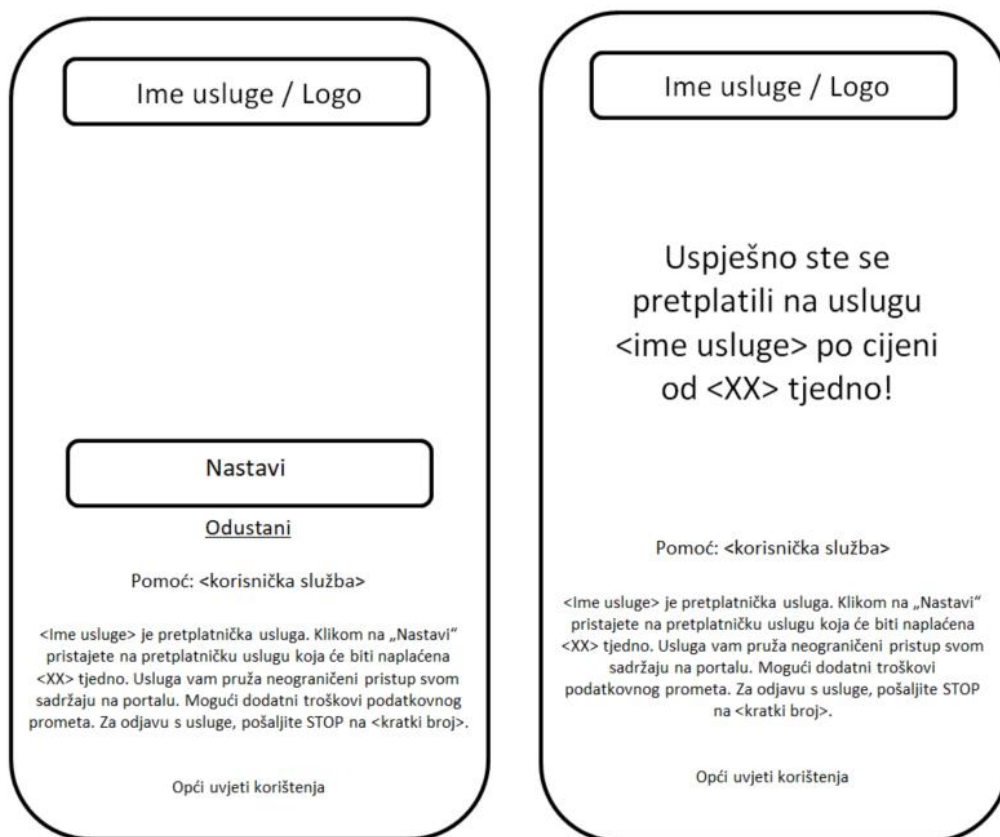 Ime usluge / Logo
Nastavi
Odustani
Pomoć: <korisnička služba>
<Ime usluge> je pretplatnička usluga. Klikom na „Nastavi“
pristajete na pretplatničku uslugu koja će biti naplaćena
<XX> tjedno. Usluga vam pruža neograničeni pristup svom
sadržaju na portalu. Mogući dodatni troškovi podatkovnog
prometa. Za odjavu s usluge, pošaljite STOP na <kratki broj>.
Opći uvjeti korištenja
Ime usluge / Logo
Uspješno ste se
pretplatili na uslugu
<ime usluge> po cijeni
od <XX> tjedno!
Pomoć: <korisnička služba>
<Ime usluge> je pretplatnička usluga. Klikom na „Nastavi“
pristajete na pretplatničku uslugu koja će biti naplaćena
<XX> tjedno. Usluga vam pruža neograničeni pristup svom
sadržaju na portalu. Mogući dodatni troškovi
podatkovnog prometa. Za odjavu s usluge, pošaljite STOP
na <kratki broj>.
Opći uvjeti korištenja